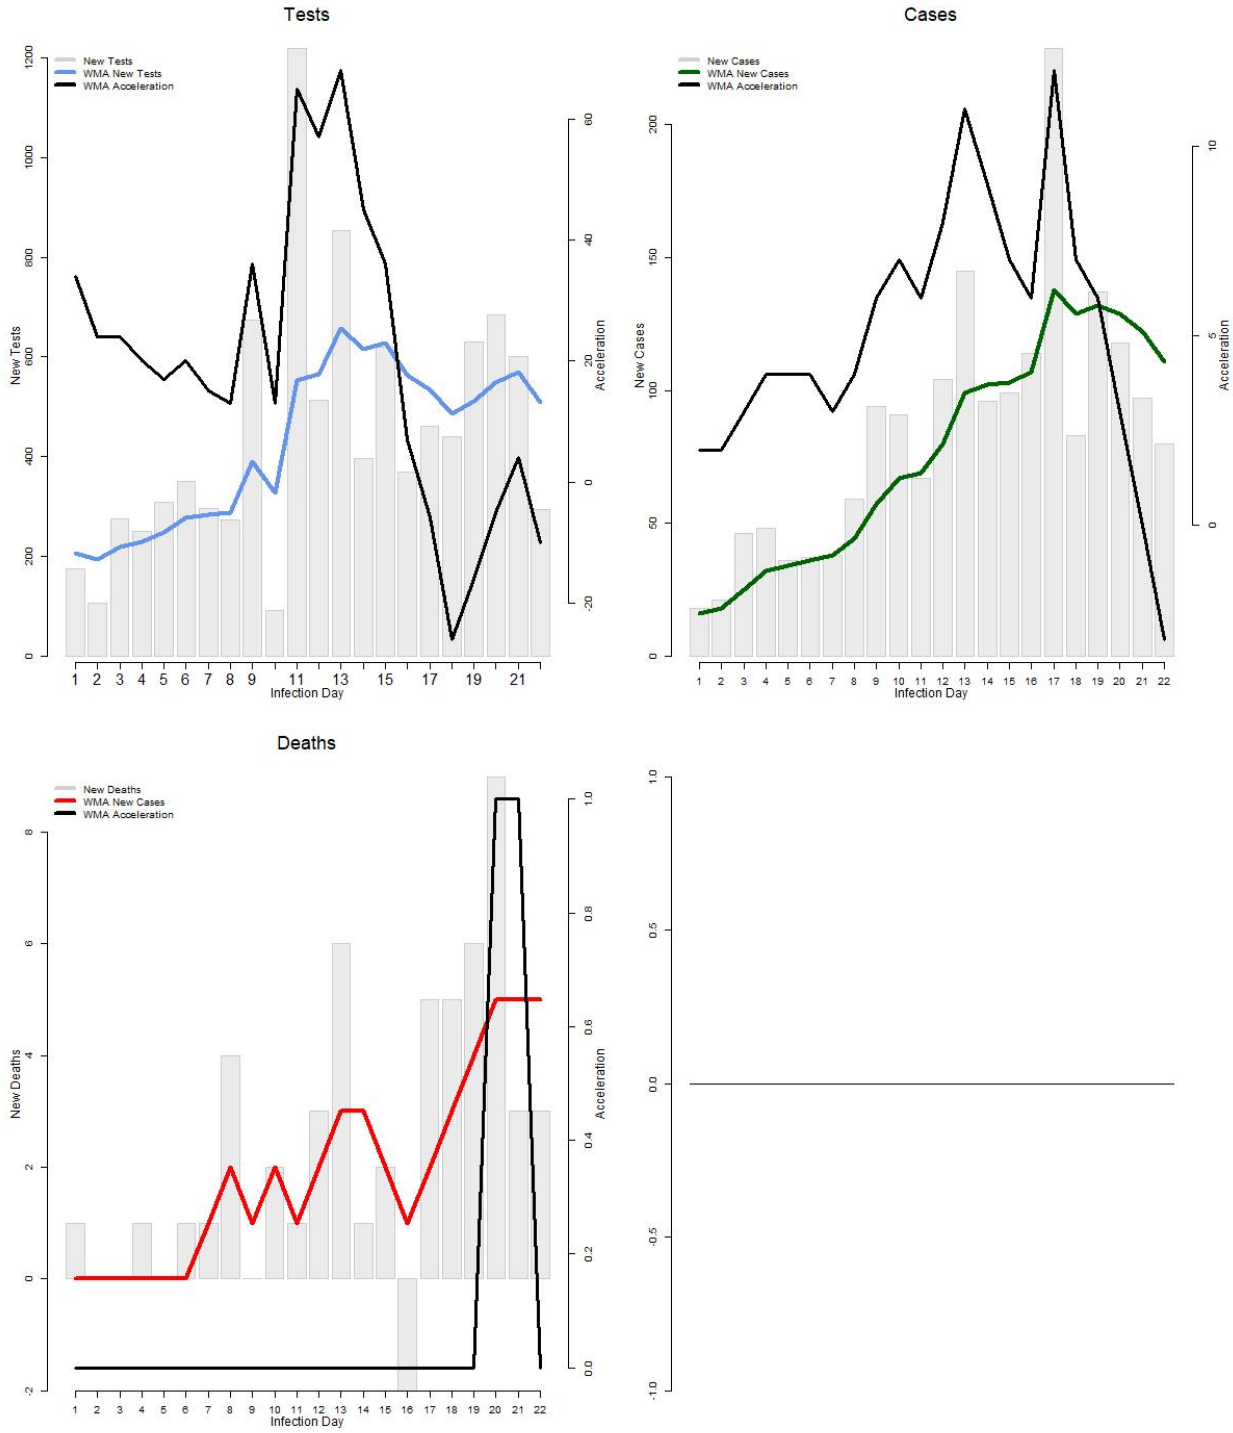 Tests
New Tests
WMA New Tests
WMA Acceleration
1200
1000
800
600
400
200
0
New Tests
60
40
20
0
-20
Acceleration
1 2 3 4 5 6 7 8 9 11 13 15 17 19 21
Infection Day
Cases
New Cases
WMA New Cases
WMA Acceleration
200
150
100
50
0
New Cases
10
5
0
Acceleration
1 2 3 4 5 6 7 8 9 10 11 12 13 14 15 16 17 18 19 20 21 22
Infection Day
Deaths
New Deaths
WMA New Cases
WMA Acceleration
8
6
4
2
0
-2
New Deaths
1.0
0.8
0.6
0.4
0.2
0.0
Acceleration
1 2 3 4 5 6 7 8 9 10 11 12 13 14 15 16 17 18 19 20 21 22
Infection Day
1.0
0.5
0.0
-0.5
-1.0